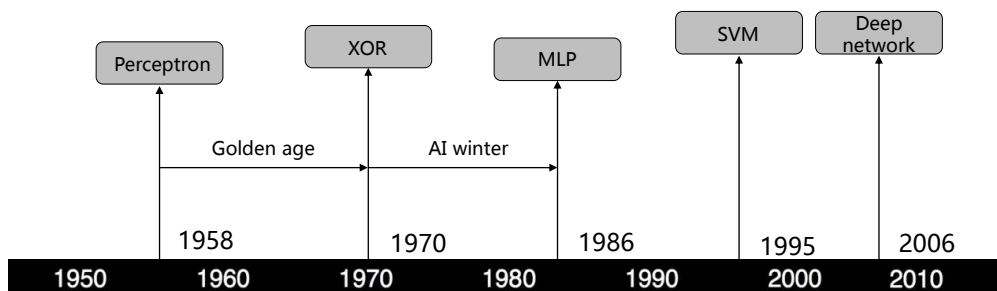 Perceptron
XOR
MLP
SVM
Deep
network
Golden age
AI winter
1958
1970
1986
1995
2006
1950 1960 1970 1980 1990 2000 2010